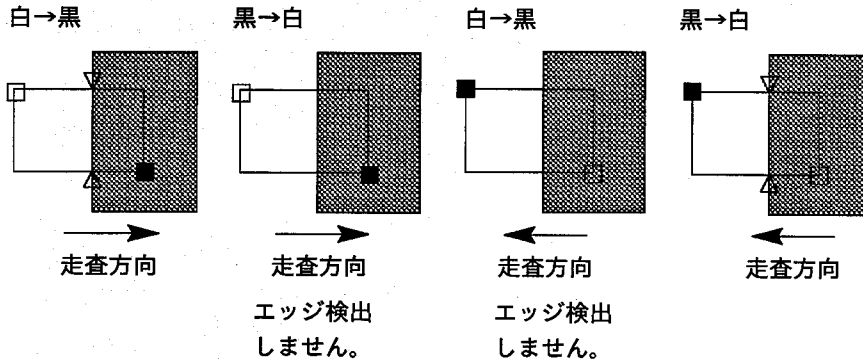 白→黒
黒→白
白→黒
黒→白
走査方向
走査方向
走査方向
走査方向
エッジ検出
しません。
エッジ検出
しません。